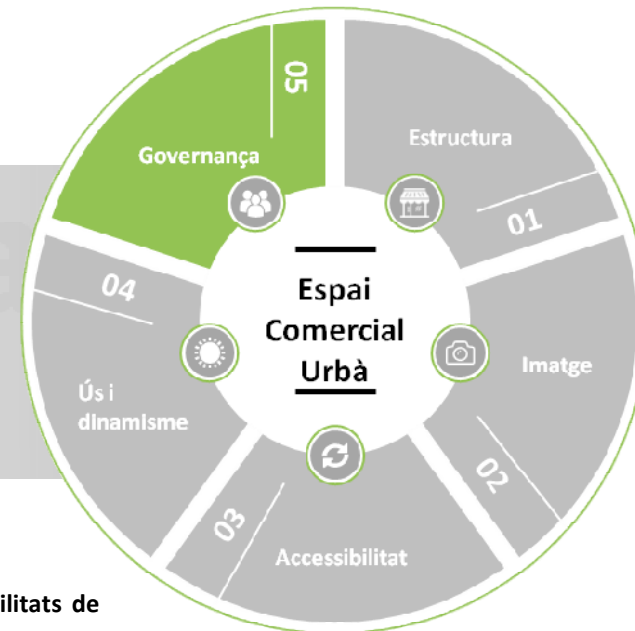 05
Governança
Estructura
01
04
Espai
Comercial
Urbà
Imatge
Ús i
dinamisme
02
03
Accessibilitat
ilitats de